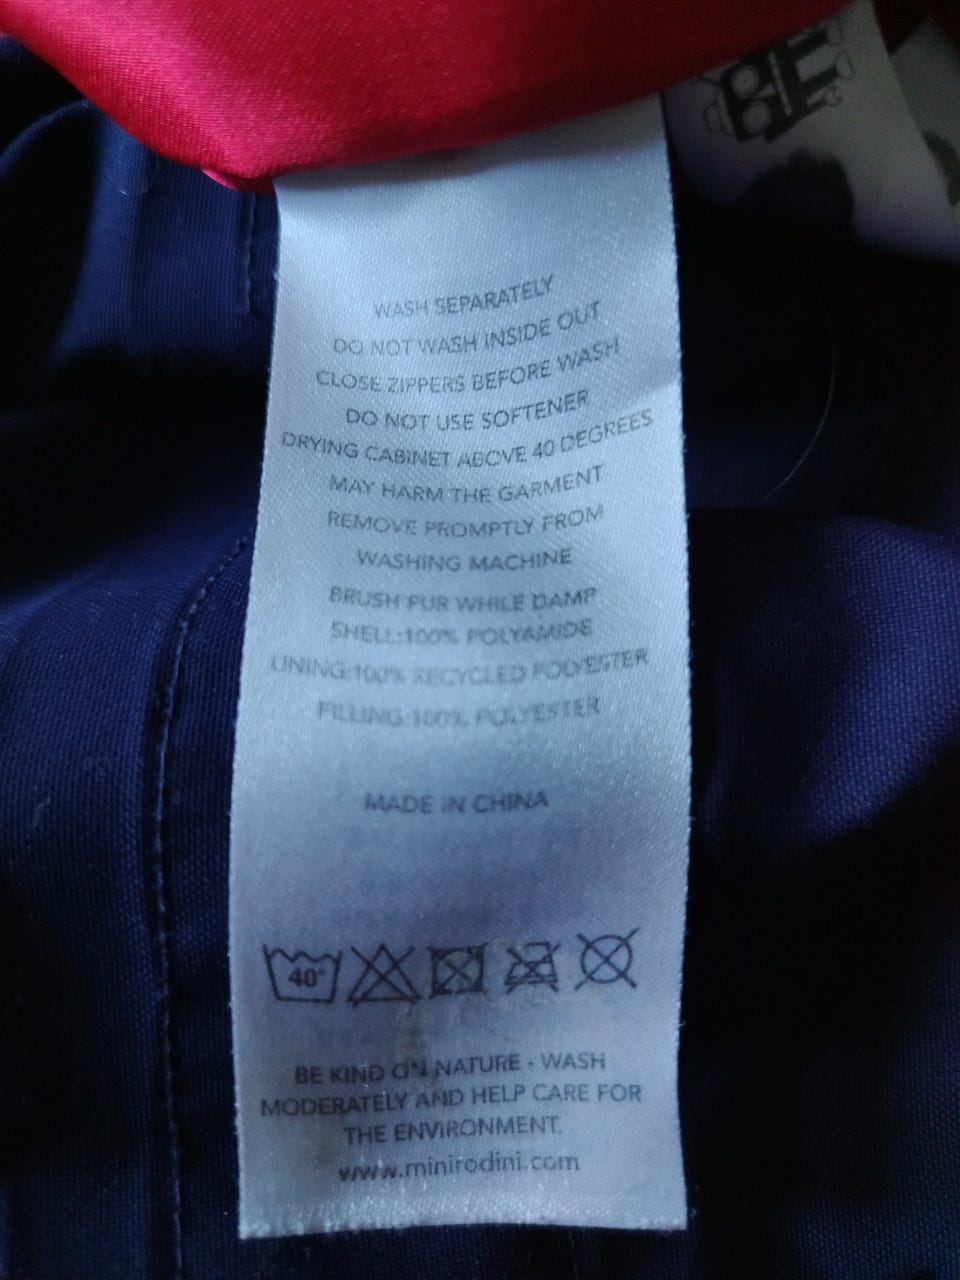 BE
WASH SEPARATELY
DO NOT WASH INSIDE OUT
CLOSE ZIPPERS BEFORE WASH
DO NOT USE SOFTENER
DRYING CABINET ABOVE 40 DEGREES
MAY HARM THE GARMENT
REMOVE PROMPTLY FROM
WASHING MACHINE
BRUSH FUR WHILE DAMP
SHELL:100% POLYAMIDE
LINING:100% RECYCLED POLYESTER
FILLING:100% POLYESTER
MADE IN CHINA
40°
BE KIND ON NATURE · WASH
MODERATELY AND HELP CARE FOR
THE ENVIRONMENT.
www.minirodini.com